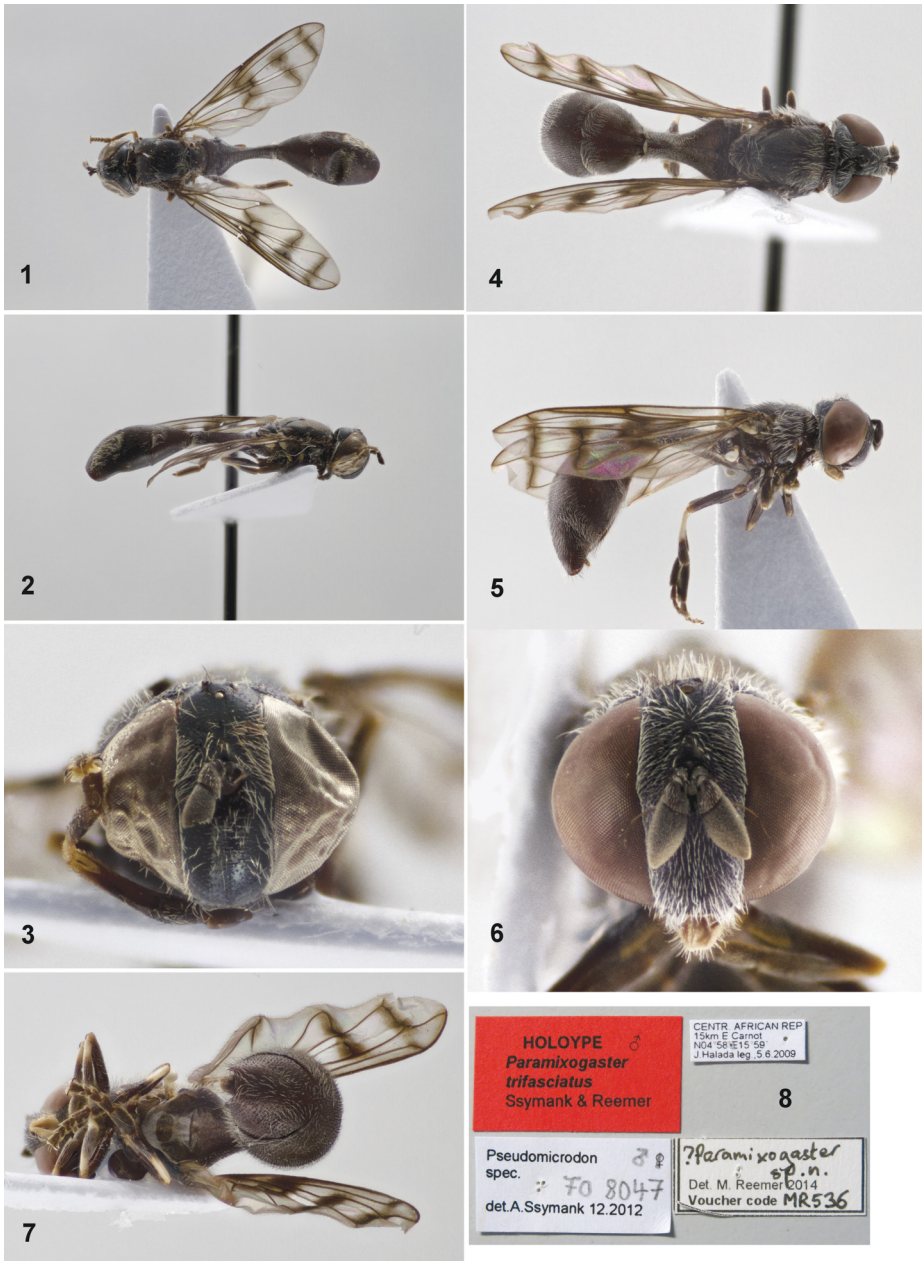 1
4
2
5
3
6
7
HOLOYPE ♂
Paramixogaster
trifasciatus
Ssymank & Reemer
CENTR. AFRICAN REP
15km E Carnot
N04°58' E15°59'
J.Halada leg.,5.6.2009
8
Pseudomicrodon ♂ ♀
spec.
FO 8047
det.A.Ssymank 12.2012
?Paramixogaster
sp.n.
Det. M. Reemer 2014
Voucher code MR536